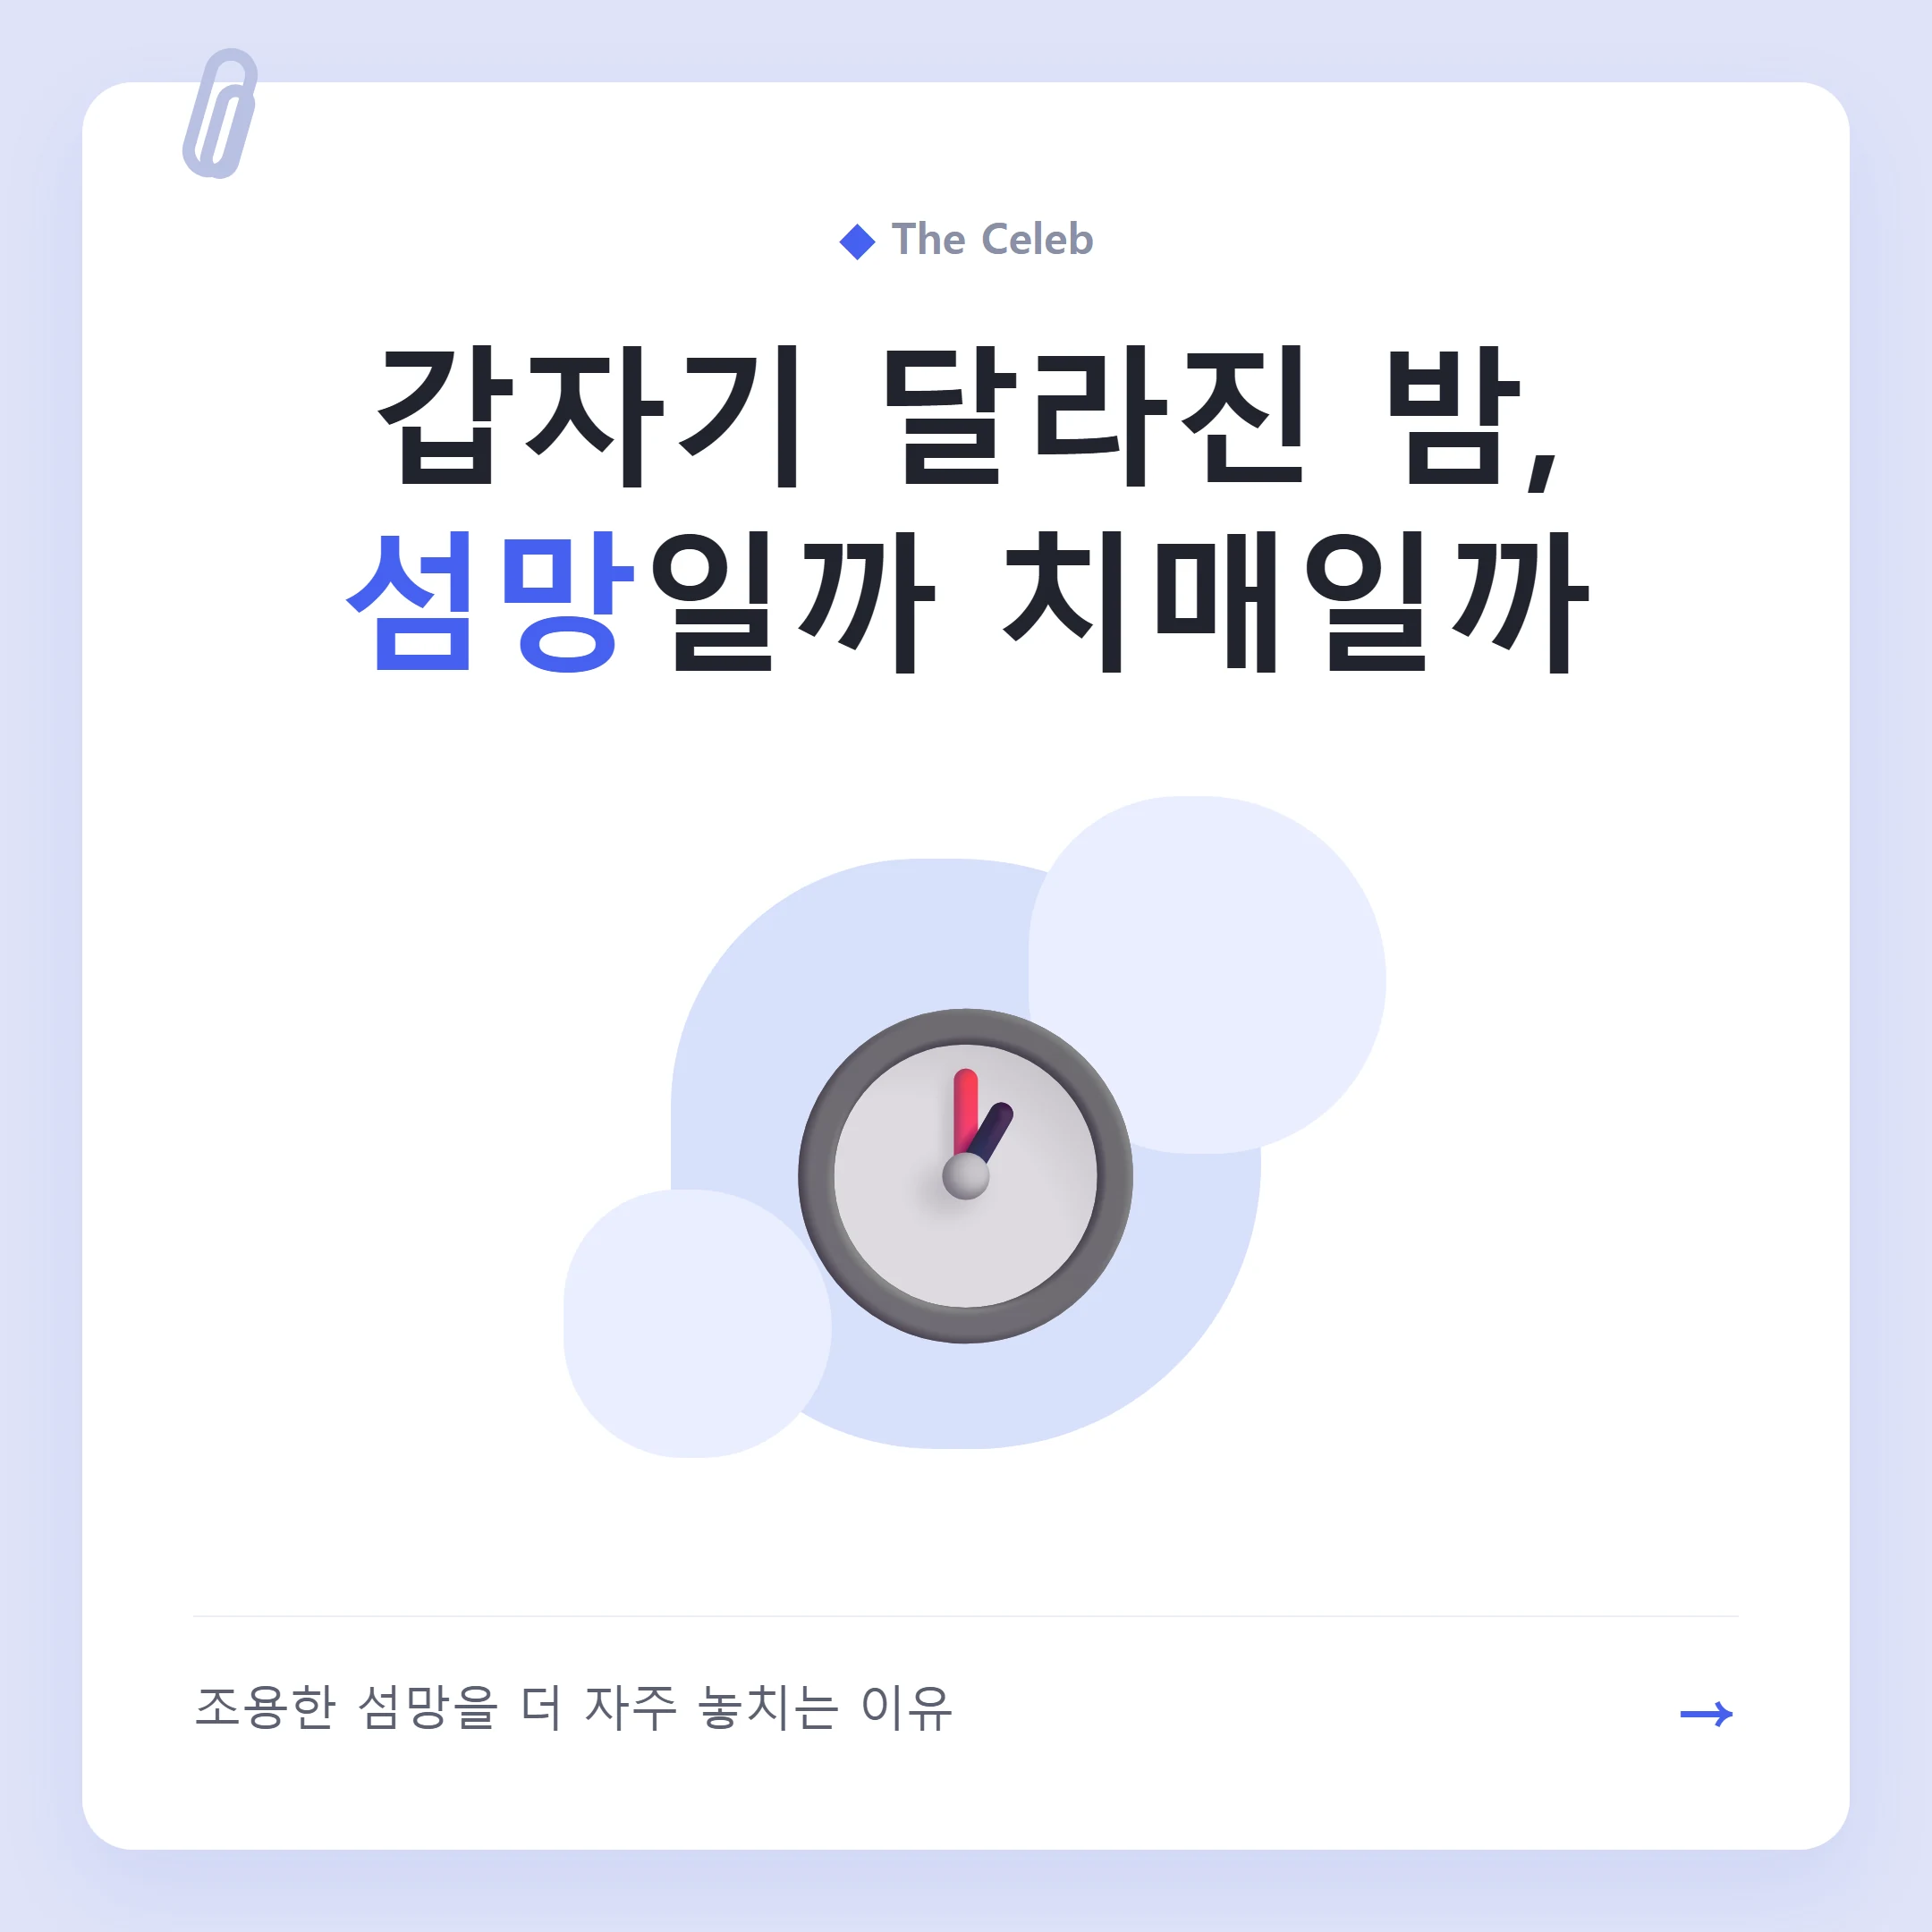 The Celeb
갑자기 달라진 밤,
섬망일까 치매일까
조용한 섬망을 더 자주 놓치는 이유
→